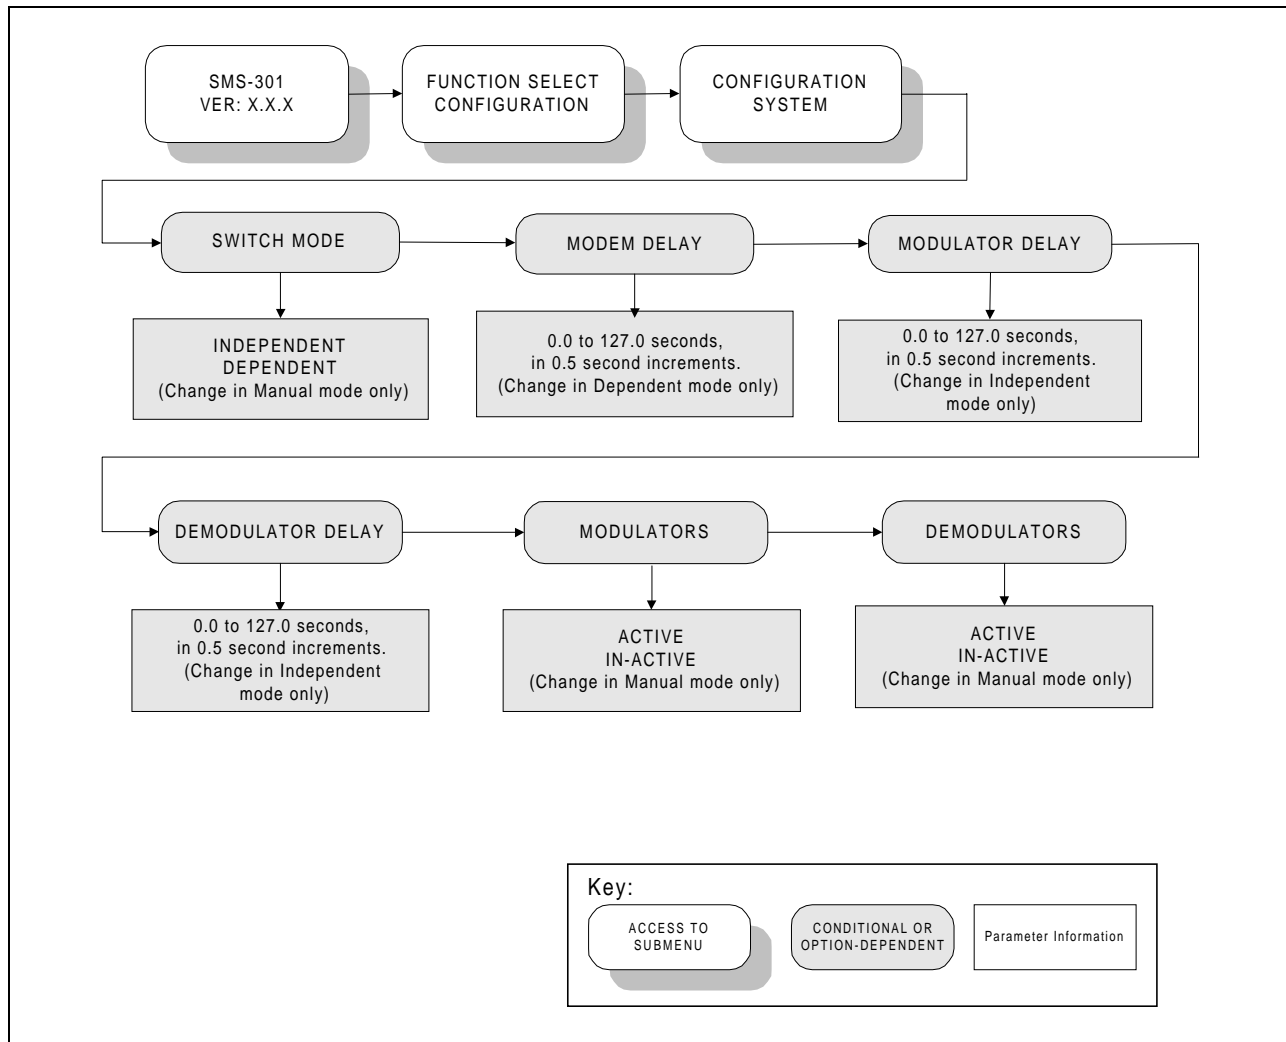 SMS-301
VER: X.X.X
FUNCTION SELECT
CONFIGURATION
CONFIGURATION
SYSTEM
SWITCH MODE
MODEM DELAY
MODULATOR DELAY
INDEPENDENT
DEPENDENT
(Change in Manual mode only)
0.0 to 127.0 seconds,
in 0.5 second increments.
(Change in Dependent mode only)
0.0 to 127.0 seconds,
in 0.5 second increments.
(Change in Independent
mode only)
DEMODULATOR DELAY
MODULATORS
DEMODULATORS
0.0 to 127.0 seconds,
in 0.5 second increments.
(Change in Independent
mode only)
ACTIVE
IN-ACTIVE
(Change in Manual mode only)
ACTIVE
IN-ACTIVE
(Change in Manual mode only)
Key:
ACCESS TO
SUBMENU
CONDITIONAL OR
OPTION-DEPENDENT
Parameter Information